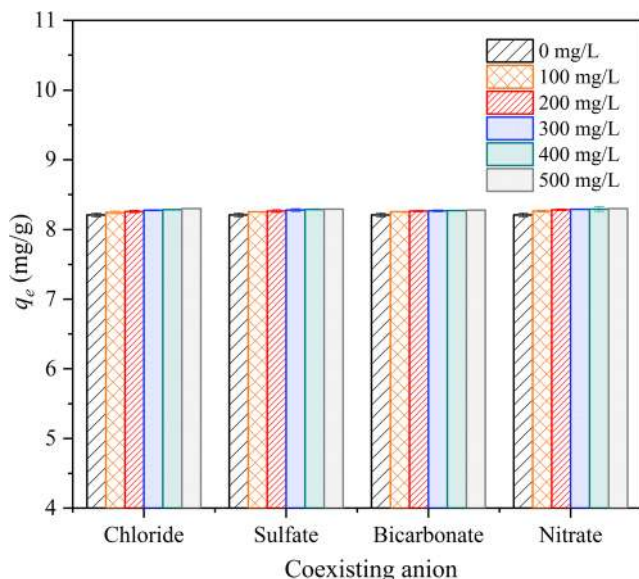 11
10
9
8
7
6
5
4
qe (mg/g)
0 mg/L
100 mg/L
200 mg/L
300 mg/L
400 mg/L
500 mg/L
Chloride Sulfate Bicarbonate Nitrate
Coexisting anion